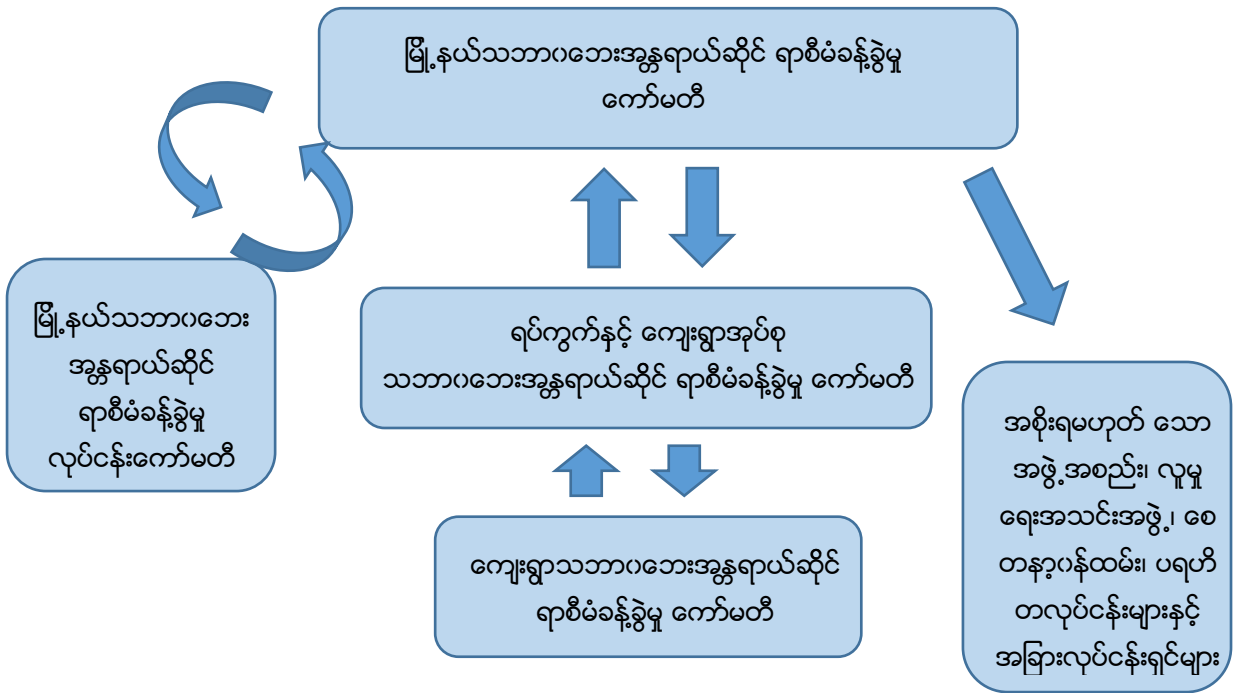 မြို့နယ်သဘာ၀ဘေးအန္တရာယ်ဆိုင် ရာစီမံခန့်ခွဲမှု
ကော်မတီ
မြို့နယ်သဘာ၀ဘေး
အန္တရာယ်ဆိုင်
ရာစီမံခန့်ခွဲမှု
လုပ်ငန်းကော်မတီ
ရပ်ကွက်နှင့် ကျေးရွာအုပ်စု
သဘာ၀ဘေးအန္တရာယ်ဆိုင် ရာစီမံခန့်ခွဲမှု ကော်မတီ
ကျေးရွာသဘာ၀ဘေးအန္တရာယ်ဆိုင်
ရာစီမံခန့်ခွဲမှု ကော်မတီ
အစိုးရမဟုတ် သော
အဖွဲ့အစည်း၊ လူမှု
ရေးအသင်းအဖွဲ့၊ စေ
တနာ့၀န်ထမ်း၊ ပရဟိ
တလုပ်ငန်းများနှင့်
အခြားလုပ်ငန်းရှင်များ